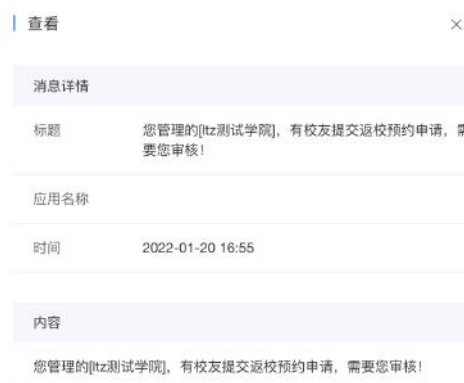 查看
消息详情
标题
您管理的[ltz测试学院]，有校友提交返校预约申请，需
要您审核！
应用名称
时间
2022-01-20 16:55
内容
您管理的[ltz测试学院]，有校友提交返校预约申请，需要您审核！